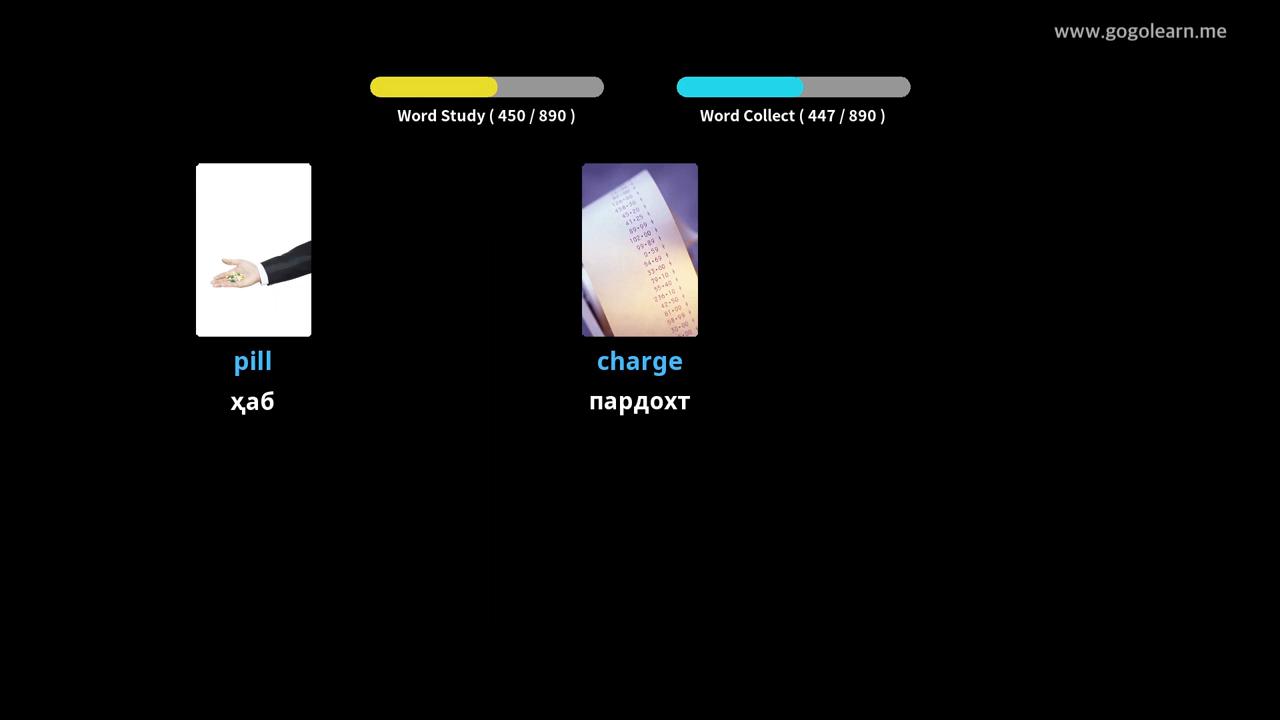 www.gogolearn.me
Word Study ( 450 / 890 )
Word Collect ( 447 / 890 )
pill
ҳаб
charge
пардохт